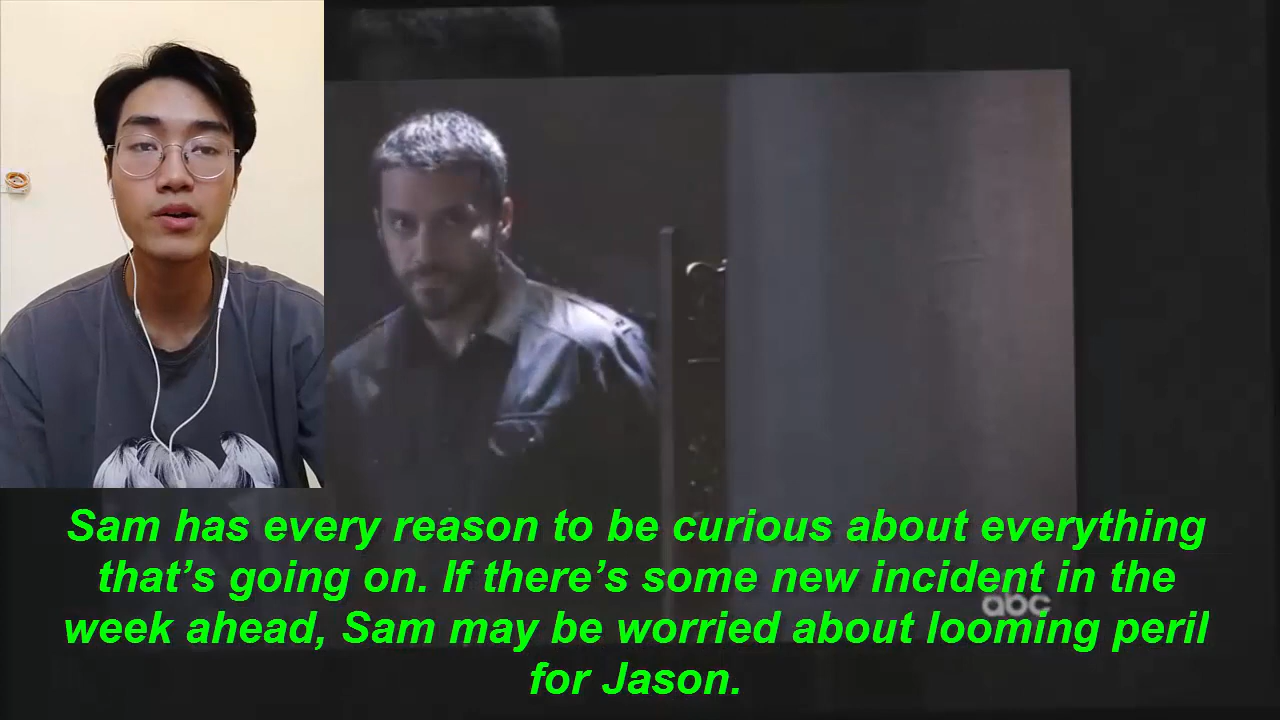 Sam has every reason to be curious about everything
that’s going on. If there’s some new incident in the
week ahead, Sam may be worried about looming peril
for Jason.
abc